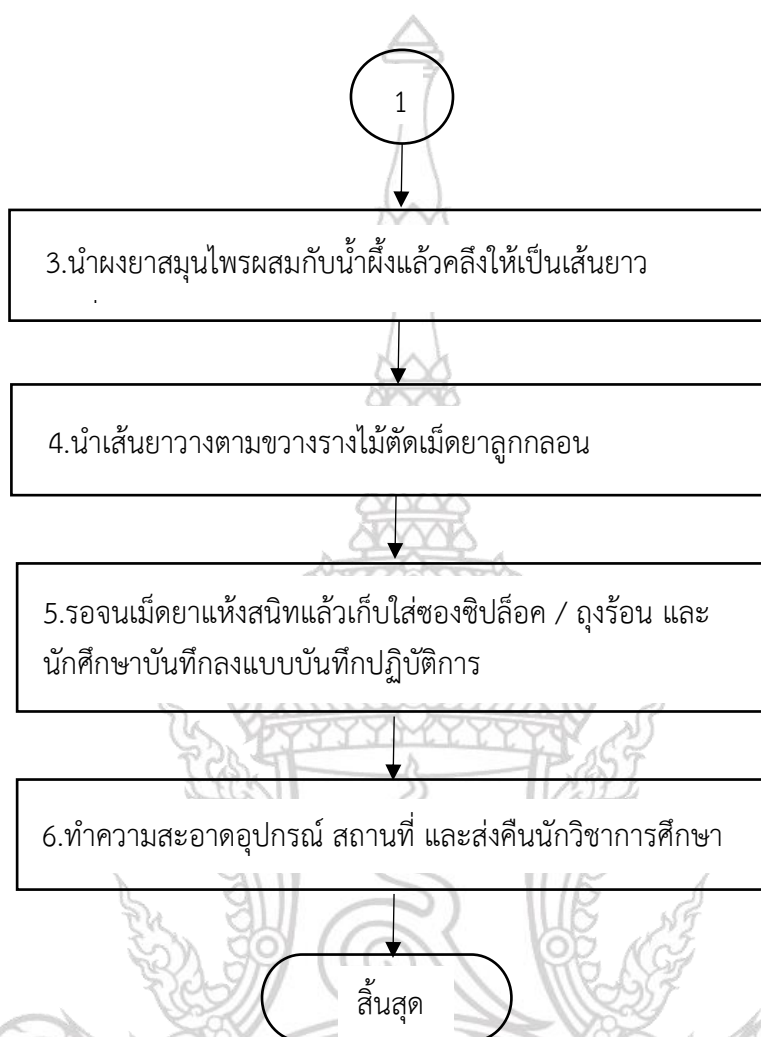 1
3.นำผงยาสมุนไพรผสมกับน้ำผึ้งแล้วคลึงให้เป็นเส้นยาว
4.นำเส้นยาวางตามขวางรางไม้ตัดเม็ดยาลูกกลอน
5.รอจนเม็ดยาแห้งสนิทแล้วเก็บใส่ซองซิปล็อค / ถุงร้อน และ
นักศึกษาบันทึกลงแบบบันทึกปฏิบัติการ
6.ทำความสะอาดอุปกรณ์ สถานที่ และส่งคืนนักวิชาการศึกษา
สิ้นสุด